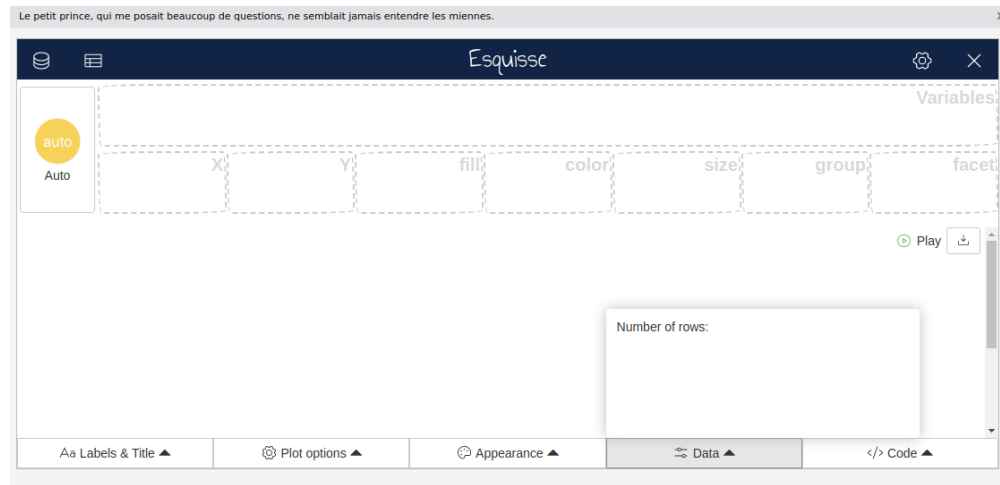 Le petit prince, qui me posait beaucoup de questions, ne semblait jamais entendre les miennes.
Esquisse
Variables
auto
Auto
X
Y
fill
color
size
group
facet
Play
Number of rows:
Aa Labels & Title
Plot options
Appearance
Data
</> Code